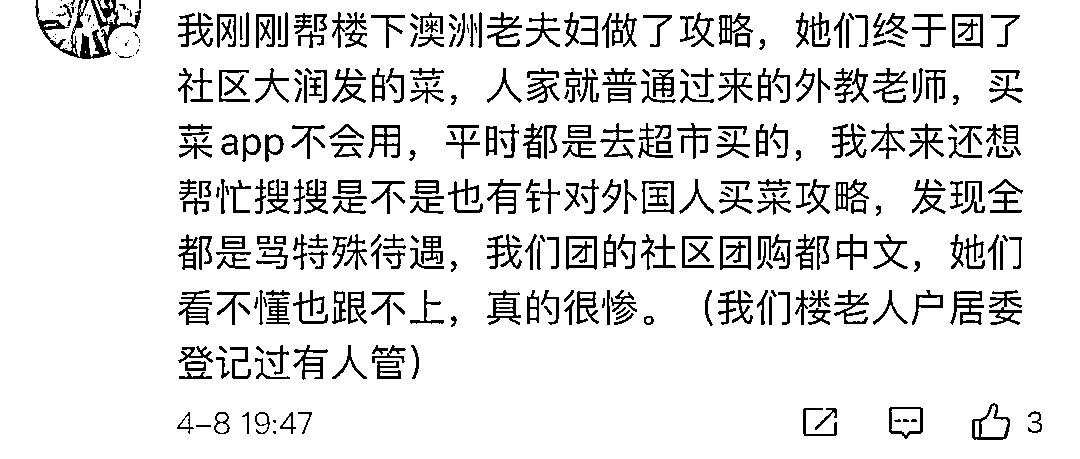 我刚刚帮楼下澳洲老夫妇做了攻略，她们终于团了
社区大润发的菜，人家就普通过来的外教老师，买
菜app不会用，平时都是去超市买的，我本来还想
帮忙搜搜是不是也有针对外国人买菜攻略，发现全
都是骂特殊待遇，我们团的社区团购都中文，她们
看不懂也跟不上，真的很惨。（我们楼老人户居委
登记过有人管）
4-8 19:47
3